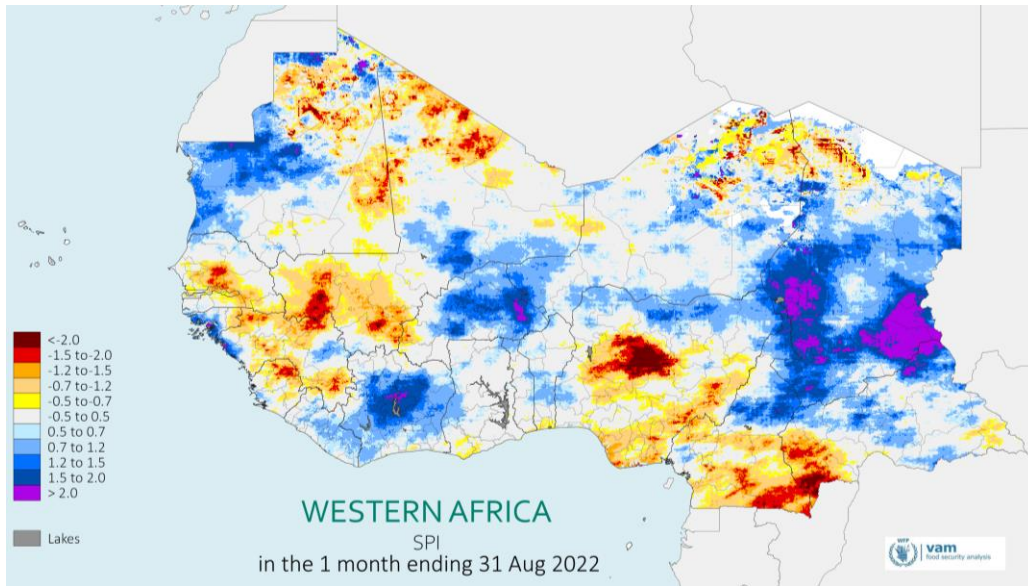 <-2.0
-1.5 to-2.0
-1.2 to-1.5
-0.7 to-1.2
-0.5 to-0.7
-0.5 to 0.5
0.5 to 0.7
0.7 to 1.2
1.2 to 1.5
1.5 to 2.0
> 2.0
Lakes
WESTERN AFRICA
SPI
in the 1 month ending 31 Aug 2022
WFP
vam
food security analysis